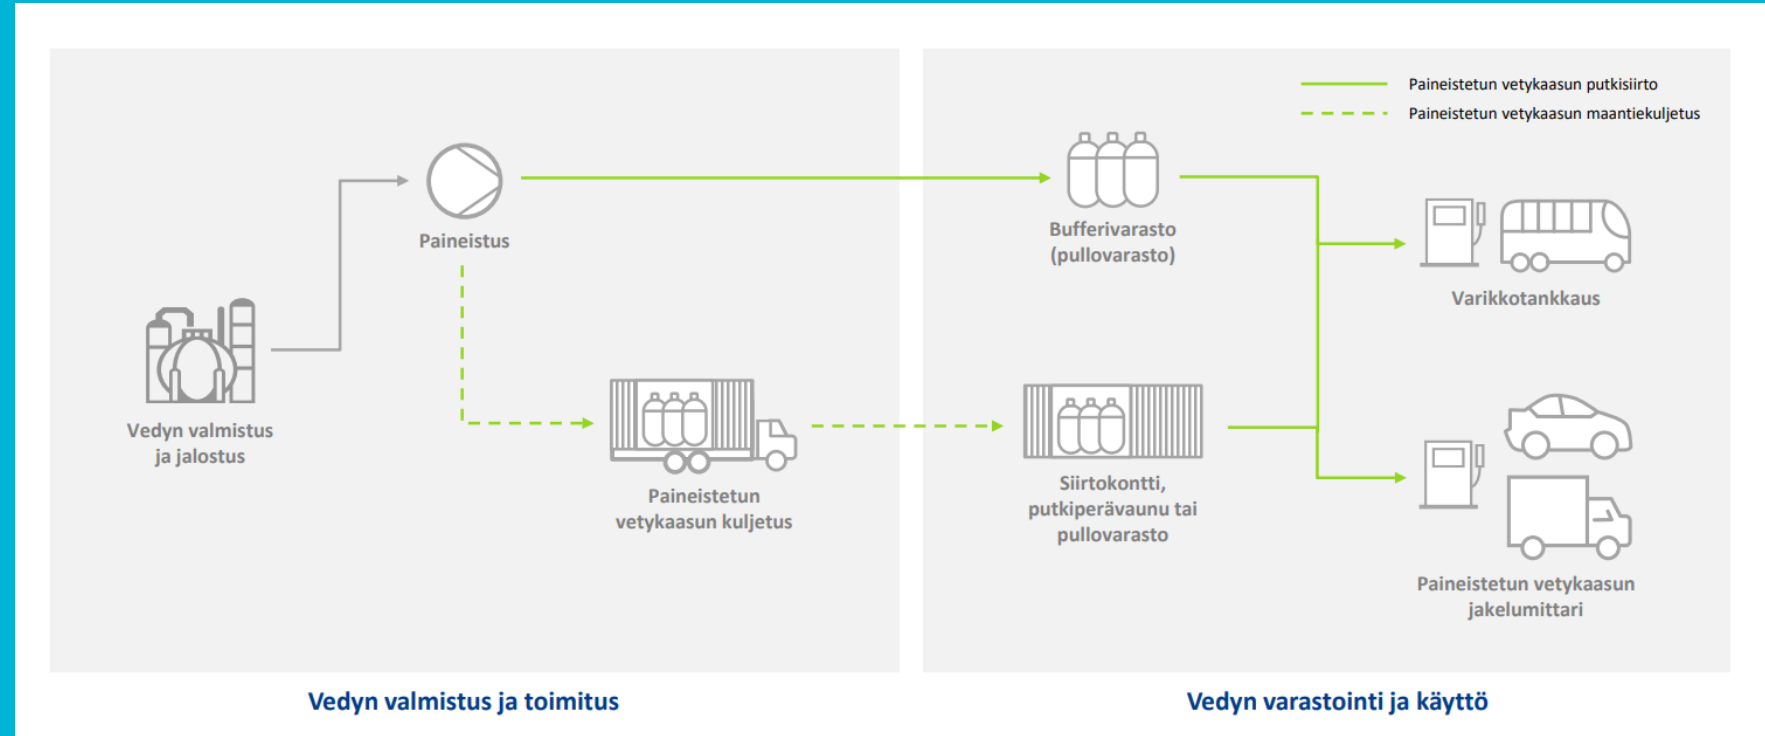 Paineistetun vetykaasun putkisiirto
Paineistetun vetykaasun maantiekuljetus
Paineistus
Bufferivarasto
(pullovarasto)
Varikkotankkaus
Vedyn valmistus
ja jalostus
Paineistetun
vetykaasun kuljetus
Siirtokontti,
putkiperävaunu tai
pullovarasto
Paineistetun vetykaasun
jakelumittari
Vedyn valmistus ja toimitus
Vedyn varastointi ja käyttö